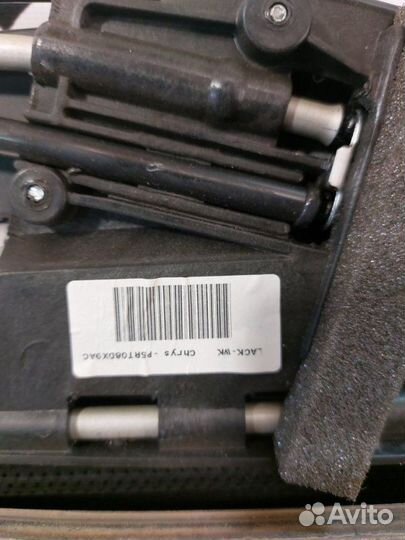 LACK-WK Chrys -P5RT08DX9AC
Avito